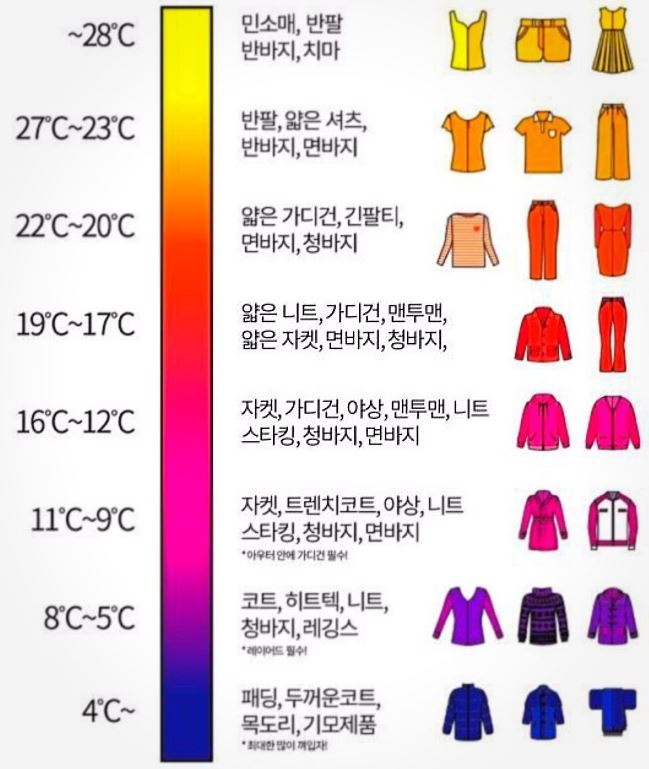 ~28℃
민소매, 반팔
반바지, 치마
27℃~23℃
반팔, 얇은 셔츠,
반바지, 면바지
22℃~20℃
얇은 가디건, 긴팔티,
면바지, 청바지
19℃~17℃
얇은 니트, 가디건, 맨투맨,
얇은 자켓, 면바지, 청바지,
16℃~12℃
자켓, 가디건, 야상, 맨투맨, 니트
스타킹, 청바지, 면바지
11℃~9℃
자켓, 트렌치코트, 야상, 니트
스타킹, 청바지, 면바지
*아우터 안에 가디건 필수!
8℃~5℃
코트, 히트텍, 니트,
청바지, 레깅스
*레이어드 필수!
4℃~
패딩, 두꺼운코트,
목도리, 기모제품
*최대한 많이 껴입자!